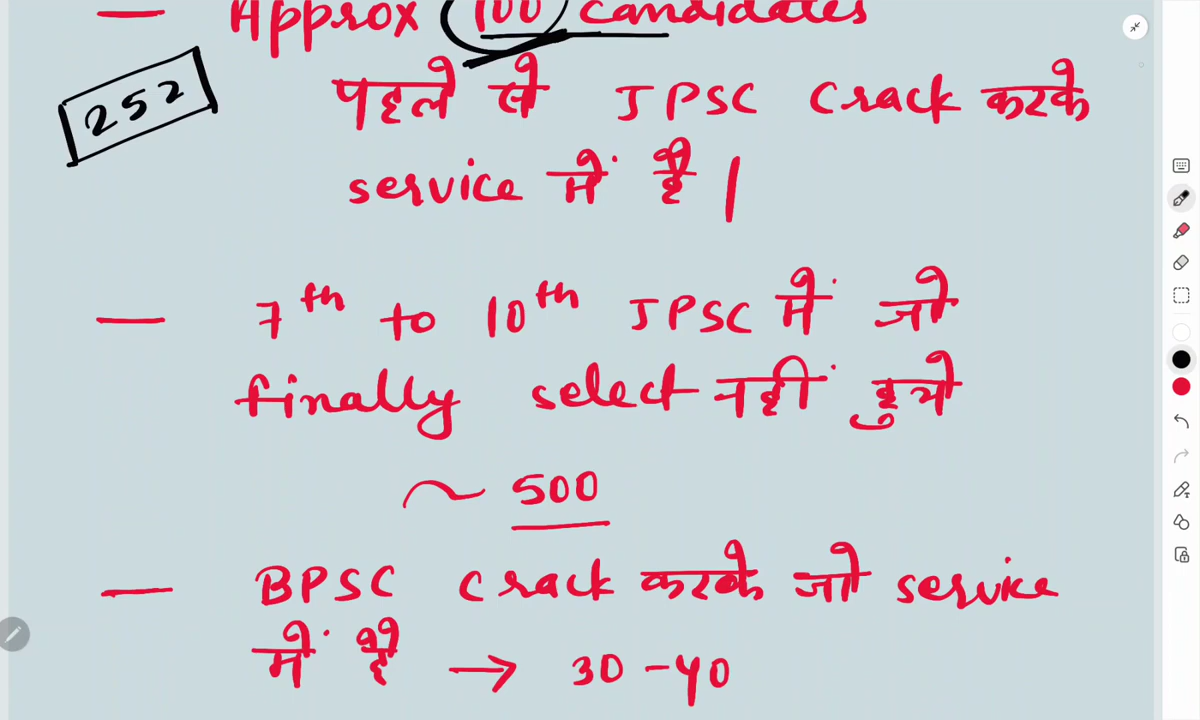 — Approx 100 candidates
252
पहले से JPSC Crack करके
service में हैं |
— 7th to 10th JPSC में जो
finally select नहीं हुये
~ 500
— BPSC Crack करके जो service
में हैं → 30-40